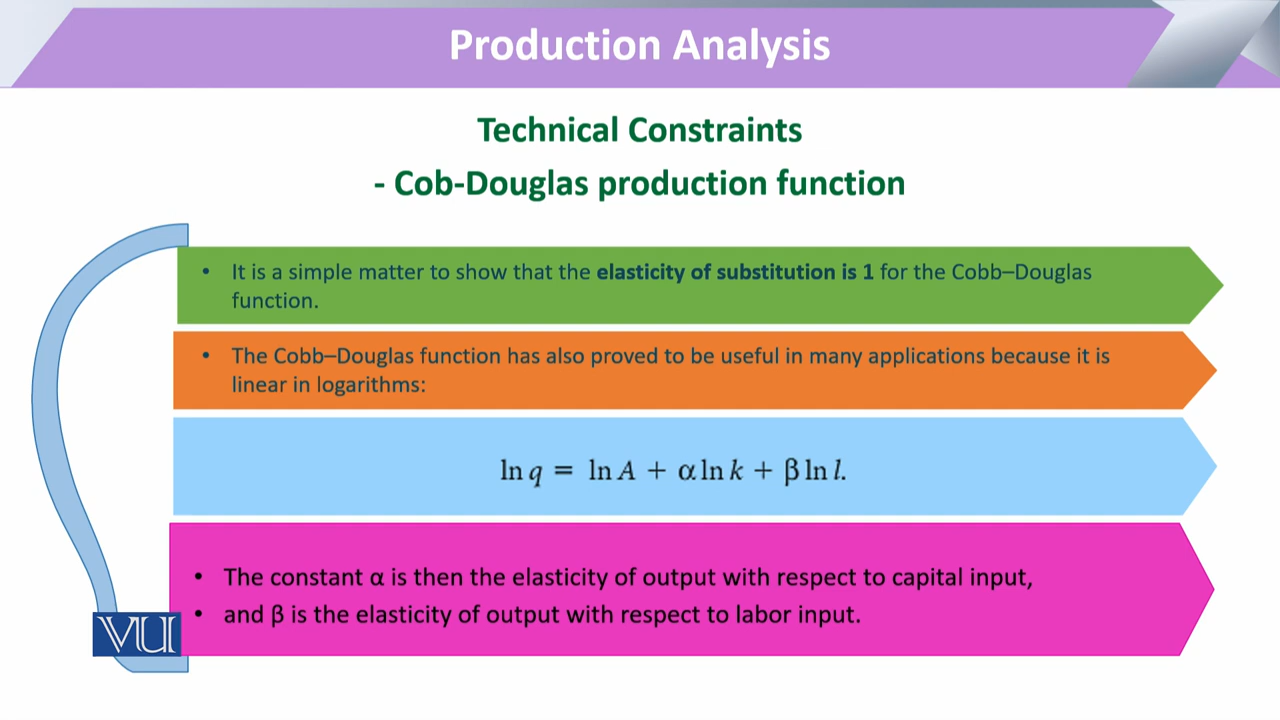 Production Analysis
Technical Constraints
- Cob-Douglas production function
• It is a simple matter to show that the elasticity of substitution is 1 for the Cobb–Douglas
function.
• The Cobb–Douglas function has also proved to be useful in many applications because it is
linear in logarithms:
ln q = ln A + α ln k + β ln l.
• The constant α is then the elasticity of output with respect to capital input,
• and β is the elasticity of output with respect to labor input.
VU